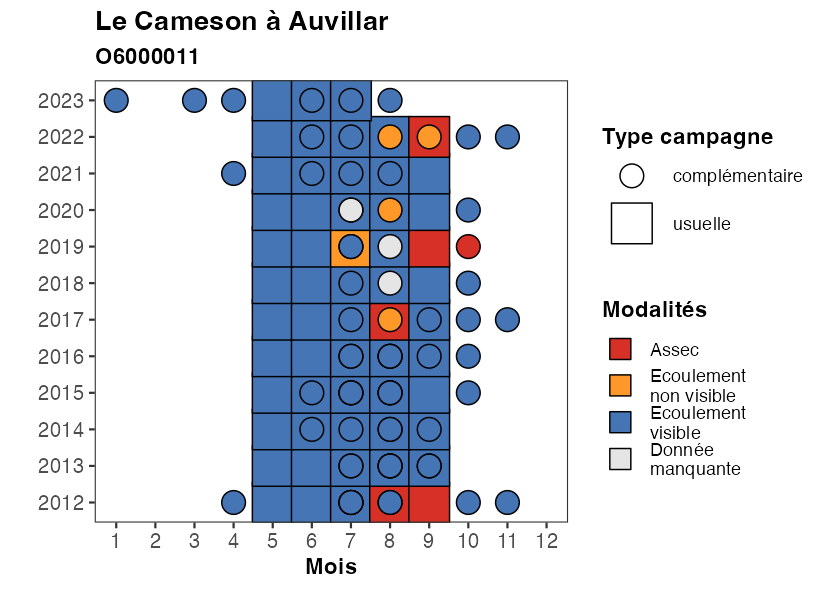 Le Cameson à Auvillar
O6000011
2023
2022
2021
2020
2019
2018
2017
2016
2015
2014
2013
2012
1 2 3 4 5 6 7 8 9 10 11 12
Mois
Type campagne
complémentaire
usuelle
Modalités
Assec
Ecoulement
non visible
Ecoulement
visible
Donnée
manquante